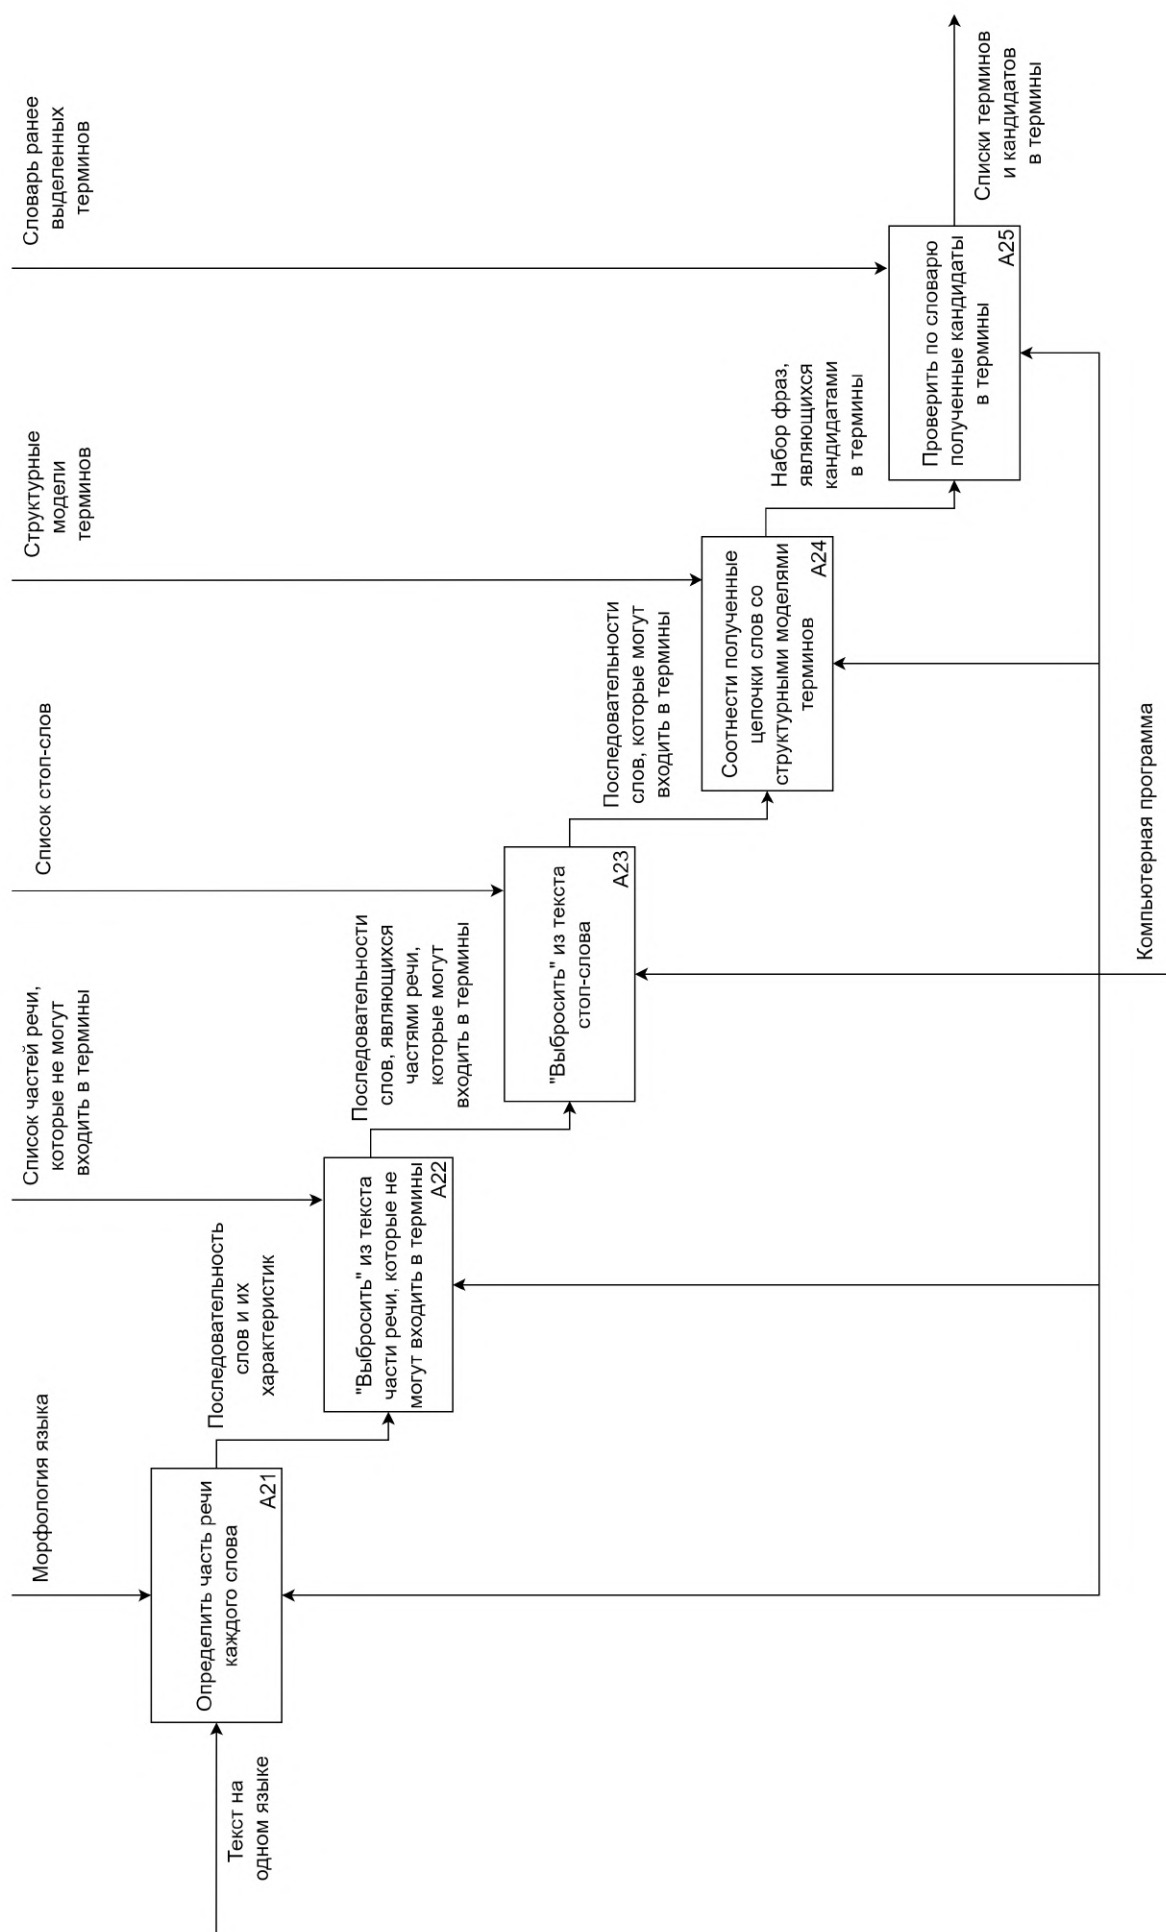 Морфология языка
Список частей речи,
которые не могут
входить в термины
Список стоп-слов
Структурные
модели
терминов
Словарь ранее
выделенных
терминов
Текст на
одном языке
Определить часть речи
каждого слова
A21
Последовательность
слов и их
характеристик
"Выбросить" из текста
части речи, которые не
могут входить в термины
A22
Последовательности
слов, являющихся
частями речи,
которые могут
входить в термины
"Выбросить" из текста
стоп-слова
A23
Последовательности
слов, которые могут
входить в термины
Соотнести полученные
цепочки слов со
структурными моделями
терминов
A24
Набор фраз,
являющихся
кандидатами
в термины
Проверить по словарю
полученные кандидаты
в термины
A25
Списки терминов
и кандидатов
в термины
Компьютерная программа